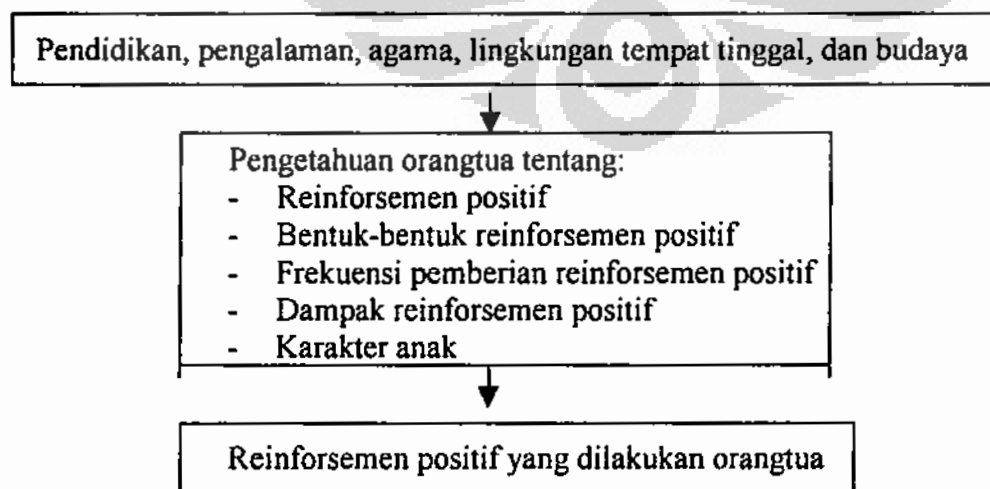 Pendidikan, pengalaman, agama, lingkungan tempat tinggal, dan budaya
Pengetahuan orangtua tentang:
- Reinforsemen positif
- Bentuk-bentuk reinforsemen positif
- Frekuensi pemberian reinforsemen positif
- Dampak reinforsemen positif
- Karakter anak
Reinforsemen positif yang dilakukan orangtua